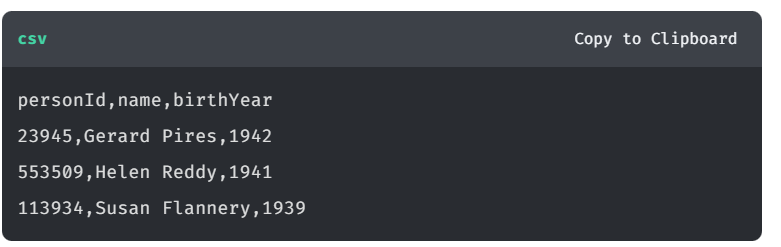 csv
Copy to Clipboard
personId,name,birthYear
23945,Gerard Pires,1942
553509,Helen Reddy,1941
113934,Susan Flannery,1939